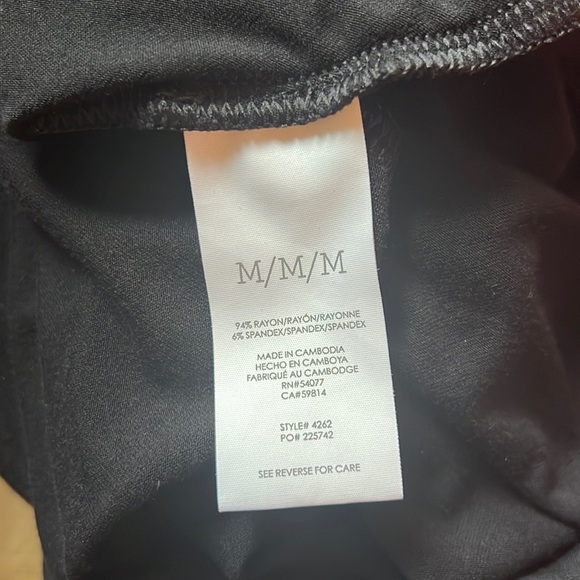 M/M/M
94% RAYON/RAYÓN/RAYONNE
6% SPANDEX/SPANDEX/SPANDEX
MADE IN CAMBODIA
HECHO EN CAMBOYA
FABRIQUÉ AU CAMBODGE
RN#54077
CA#59814
STYLE# 4262
PO# 225742
SEE REVERSE FOR CARE